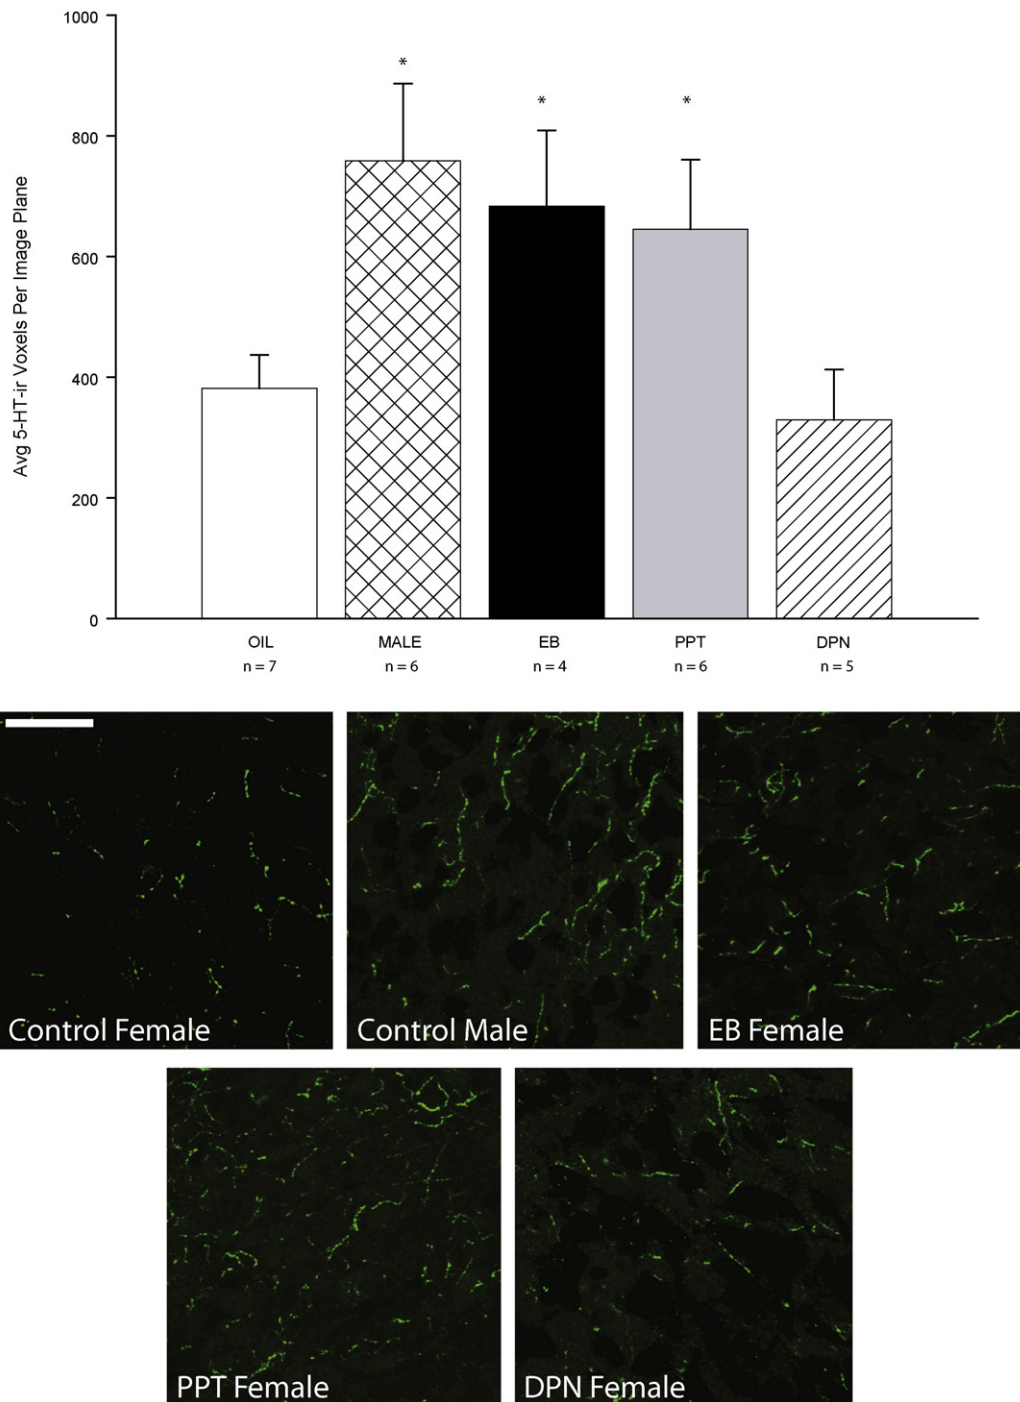 1000
*
*
*
800
600
400
200
0
Avg 5-HT-ir Voxels Per Image Plane
OIL MALE EB PPT DPN
n = 7 n = 6 n = 4 n = 6 n = 5
Control Female
Control Male
EB Female
PPT Female
DPN Female